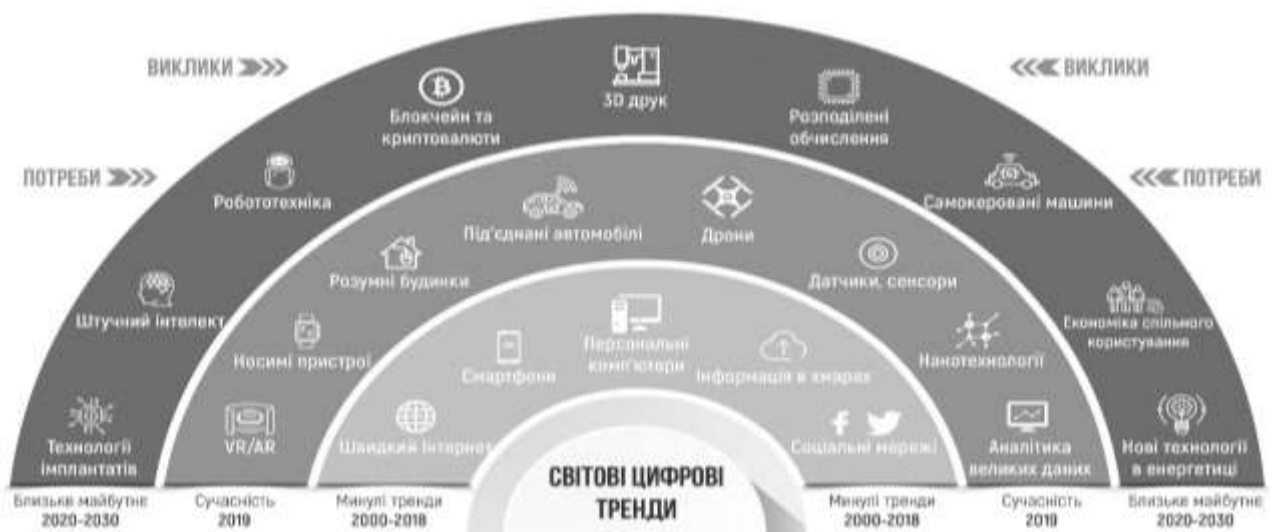 ВИКЛИКИ
ВИКЛИКИ
3D друк
Блокчейн та
криптовалюти
Розподілені
обчислення
ПОТРЕБИ
ПОТРЕБИ
Робототехніка
Самокеровані машини
Під'єднані автомобілі
Дрони
Розумні будинки
Датчики, сенсори
Штучний інтелект
Економіка спільного
користування
Носимі пристрої
Нанотехнології
Смартфони
Персональні
комп'ютори
Інформація в хмарах
Технології
імплантатів
VR/AR
Швидкий Інтернет
Соціальні мережі
Аналітика
великих даних
Нові технології
в енергетиці
СВІТОВІ ЦИФРОВІ
ТРЕНДИ
Близьке майбутнє
2020-2030
Сучасність
2019
Минулі тренди
2000-2018
Минулі тренди
2000-2018
Сучасність
2019
Близьке майбутнє
2020-2030